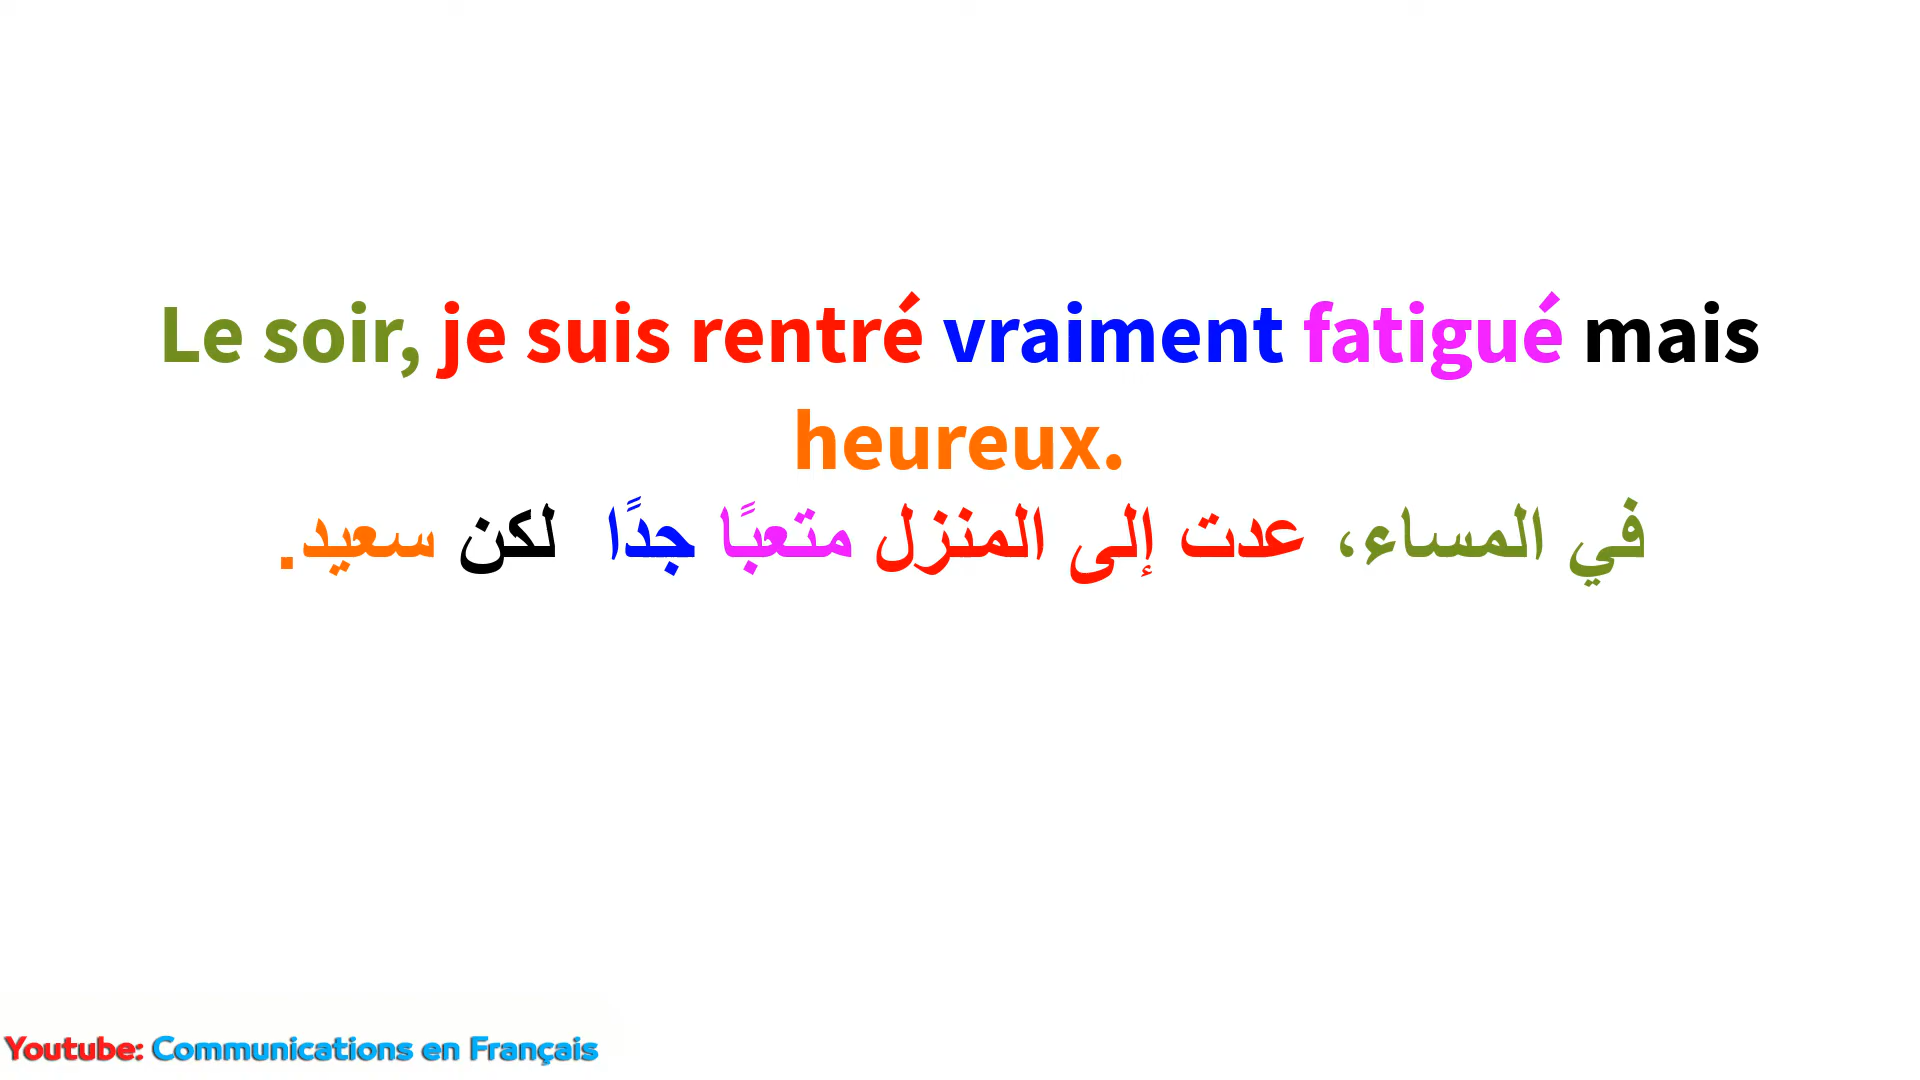 Le soir, je suis rentré vraiment fatigué mais
heureux.
في المساء، عدت إلى المنزل متعبًا جدًا لكن سعيد.
Youtube: Communications en Français